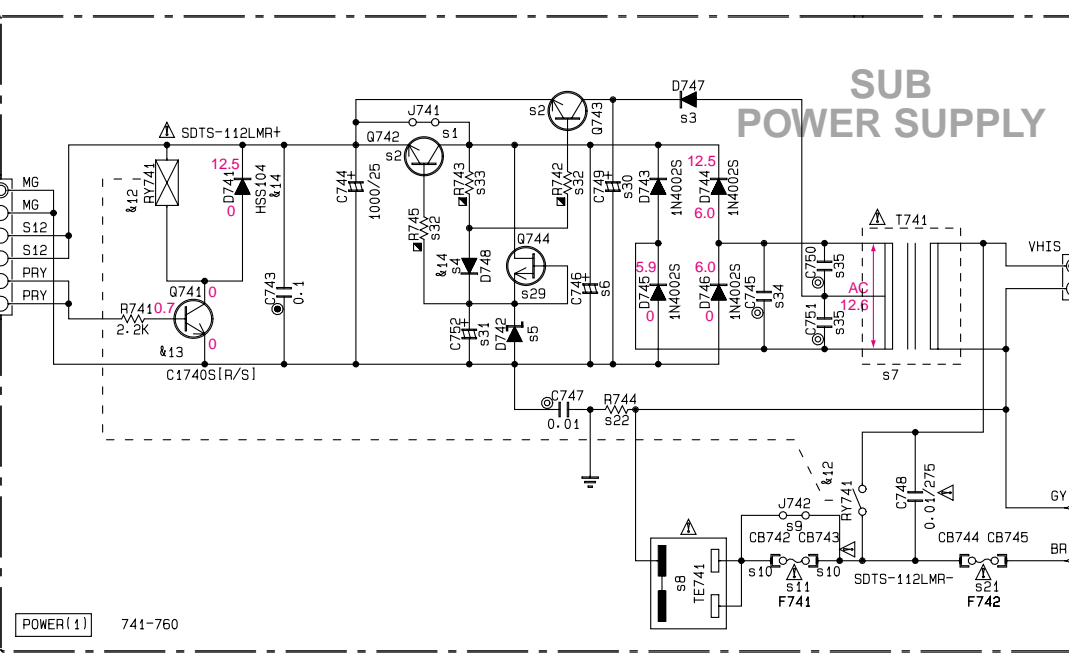 SUB
POWER SUPPLY
D747
s3
s2
Q743
J741
s1
SDTS-112LMR+
Q742
s2
RY741
&12
12.5
D741
0
HSS104
&14
C744
1000/25
R743
s33
R742
s32
C749
s30
D743
1N4002S
12.5
D744
6.0
1N4002S
MG
MG
S12
S12
PRY
PRY
R745
s32
Q744
s29
&14
s4
D748
T741
VHIS
C743
0.1
C746
s6
5.9
D745
0
1N4002S
6.0
D746
0
1N4002S
C745
s34
C750
s35
AC
12.6
C751
s35
Q741
0
R741
0.7
2.2K
0
&13
C1740S[R/S]
C752
s31
D742
s5
s7
C747
0.01
R744
s22
&12
RY741
C748
0.01/275
GY
J742
s9
CB742 CB743
CB744 CB745
BR
s8
TE741
s10
s10
s11
F741
SDTS-112LMR-
s21
F742
POWER(1)
741-760